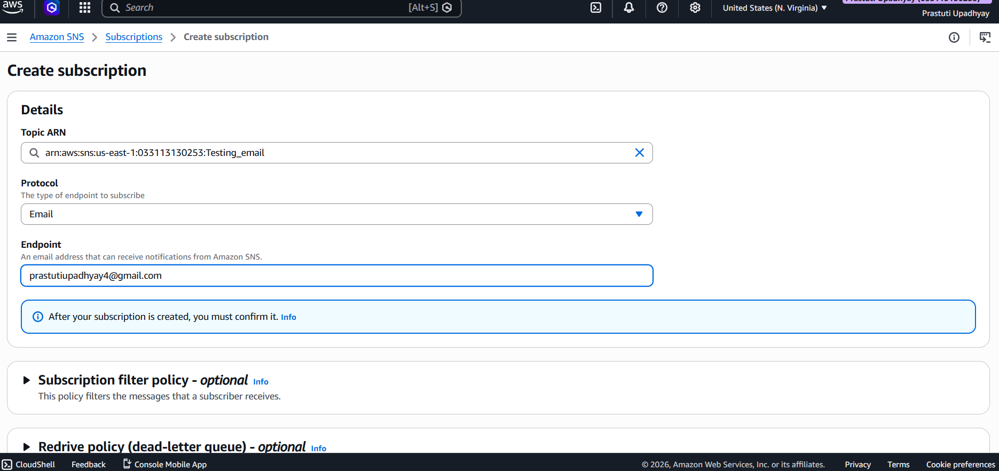 aws
Search [Alt+S]
United States (N. Virginia)
Prastuti Upadhyay
Amazon SNS > Subscriptions > Create subscription
Create subscription
Details
Topic ARN
arn:aws:sns:us-east-1:033113130253:Testing_email
Protocol
The type of endpoint to subscribe
Email
Endpoint
An email address that can receive notifications from Amazon SNS.
prastutiupadhyay4@gmail.com
After your subscription is created, you must confirm it. Info
Subscription filter policy - optional Info
This policy filters the messages that a subscriber receives.
Redrive policy (dead-letter queue) - optional Info
CloudShell Feedback Console Mobile App © 2026, Amazon Web Services, Inc. or its affiliates. Privacy Terms Cookie preferences